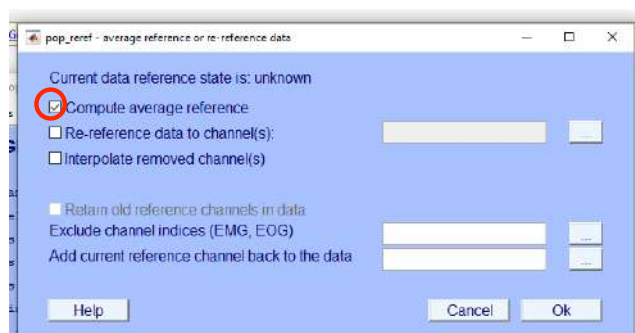 pop_reref - average reference or re-reference data
Current data reference state is: unknown
Compute average reference
Re-reference data to channel(s):
...
Interpolate removed channel(s)
Retain old reference channels in data
Exclude channel indices (EMG, EOG)
...
Add current reference channel back to the data
...
Help
Cancel
Ok